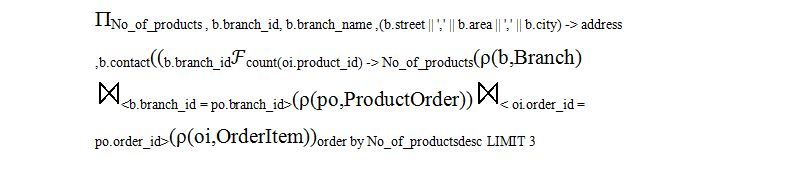 ∏No_of_products , b.branch_id, b.branch_name ,(b.street || ',' || b.area || ',' || b.city) -> address
,b.contact((b.branch_idℱcount(oi.product_id) -> No_of_products(ρ(b,Branch)
⋈<b.branch_id = po.branch_id>(ρ(po,ProductOrder)) ⋈< oi.order_id =
po.order_id>(ρ(oi,OrderItem))order by No_of_productsdesc LIMIT 3